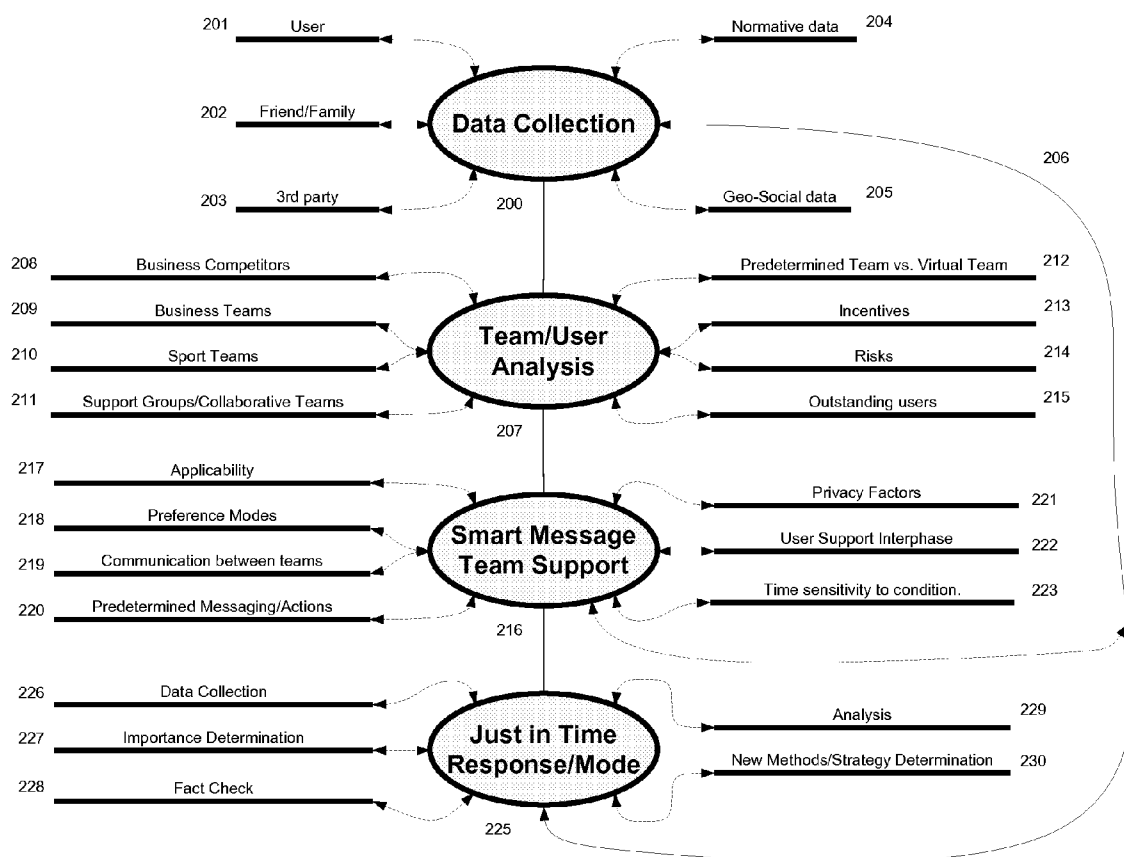 201 User
Normative data 204
202 Friend/Family
Data Collection
206
203 3rd party
200
Geo-Social data 205
208 Business Competitors
Predetermined Team vs. Virtual Team 212
209 Business Teams
Incentives 213
Team/User
Analysis
210 Sport Teams
Risks 214
211 Support Groups/Collaborative Teams
Outstanding users 215
207
217 Applicability
Privacy Factors 221
218 Preference Modes
Smart Message
Team Support
User Support Interphase 222
219 Communication between teams
Time sensitivity to condition. 223
220 Predetermined Messaging/Actions
216
226 Data Collection
Analysis 229
227 Importance Determination
Just in Time
Response/Mode
New Methods/Strategy Determination 230
228 Fact Check
225